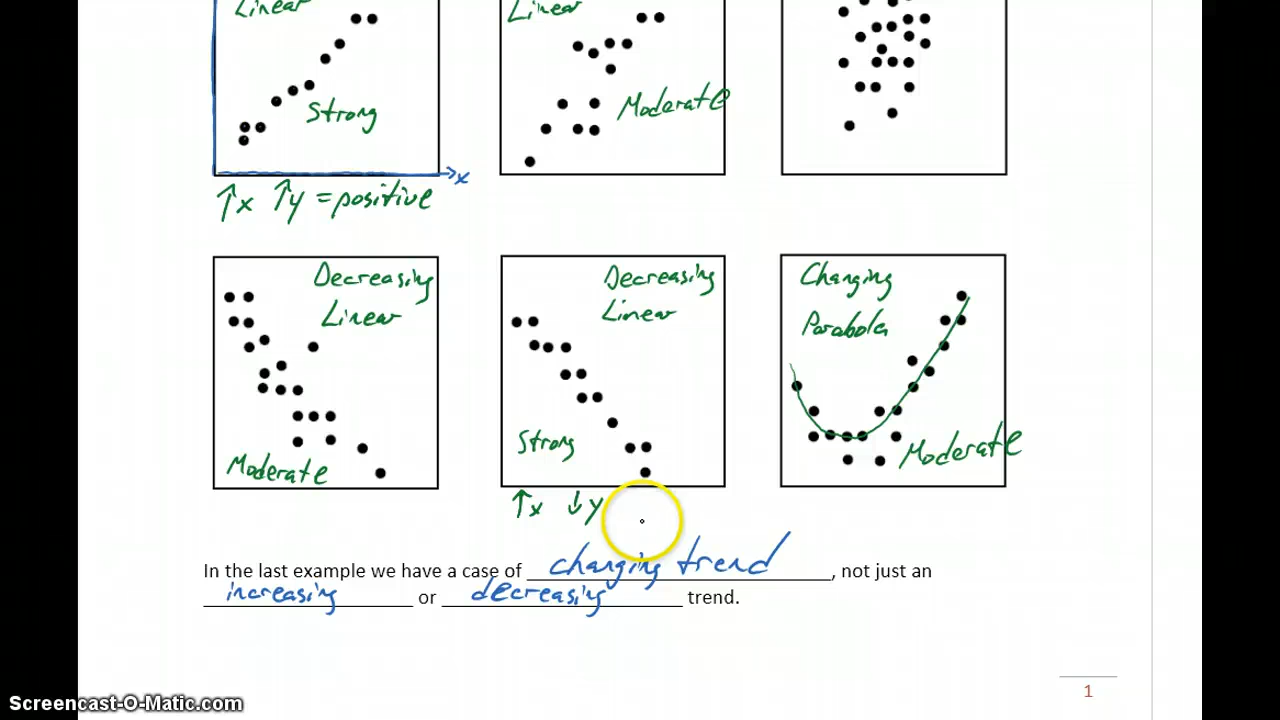 Linear
Linear
Strong
Moderate
x
↑x ↑y = positive
Decreasing
Linear
Moderate
Decreasing
Linear
Strong
Changing
Parabola
Moderate
↑x ↓y
In the last example we have a case of changing trend, not just an
increasing or decreasing trend.
1
Screencast-O-Matic.com